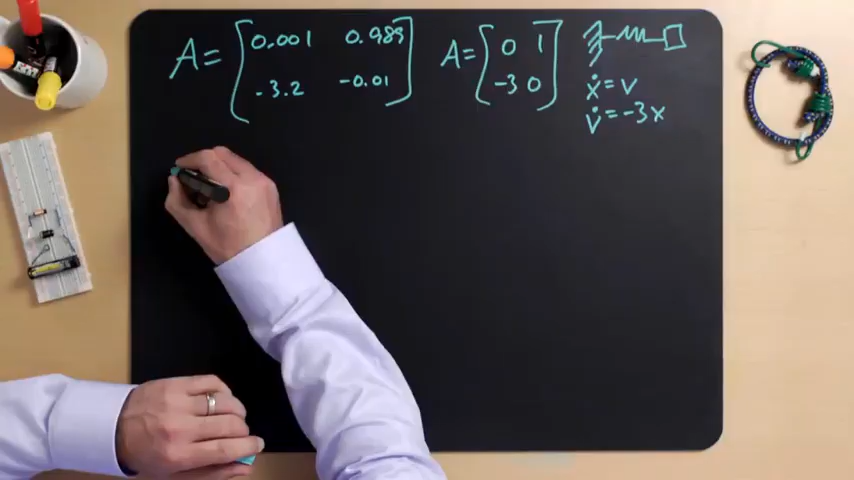 A = [ 0.001 0.989
-3.2 -0.01 ]
A = [ 0 1
-3 0 ]
ẋ = v
v̇ = -3x